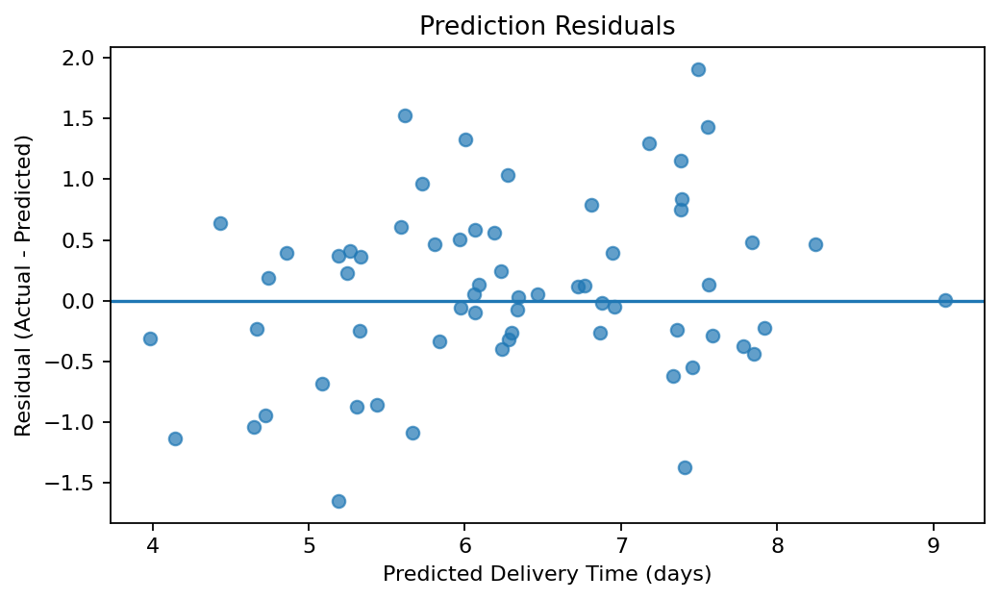 Prediction Residuals
Residual (Actual - Predicted)
2.0
1.5
1.0
0.5
0.0
−0.5
−1.0
−1.5
4 5 6 7 8 9
Predicted Delivery Time (days)